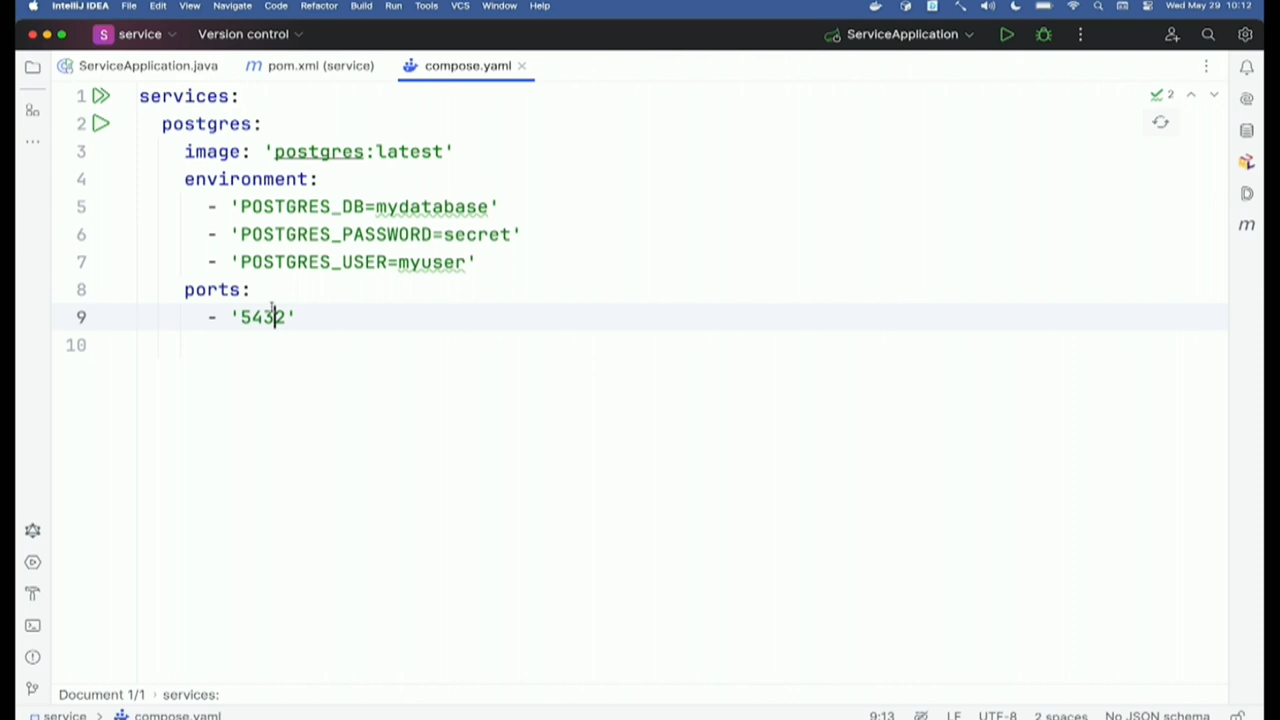 IntelliJ IDEA File Edit View Navigate Code Refactor Build Run Tools VCS Window Help Wed May 29 10:12
S service Version control ServiceApplication
ServiceApplication.java m pom.xml (service) compose.yaml
1 services: 2
2 postgres:
3 image: 'postgres:latest'
4 environment:
5 - 'POSTGRES_DB=mydatabase'
6 - 'POSTGRES_PASSWORD=secret'
7 - 'POSTGRES_USER=myuser'
8 ports:
9 - '5432'
10
Document 1/1 › services:
service > compose.yaml 9:13 LF UTF-8 2 spaces No JSON schema